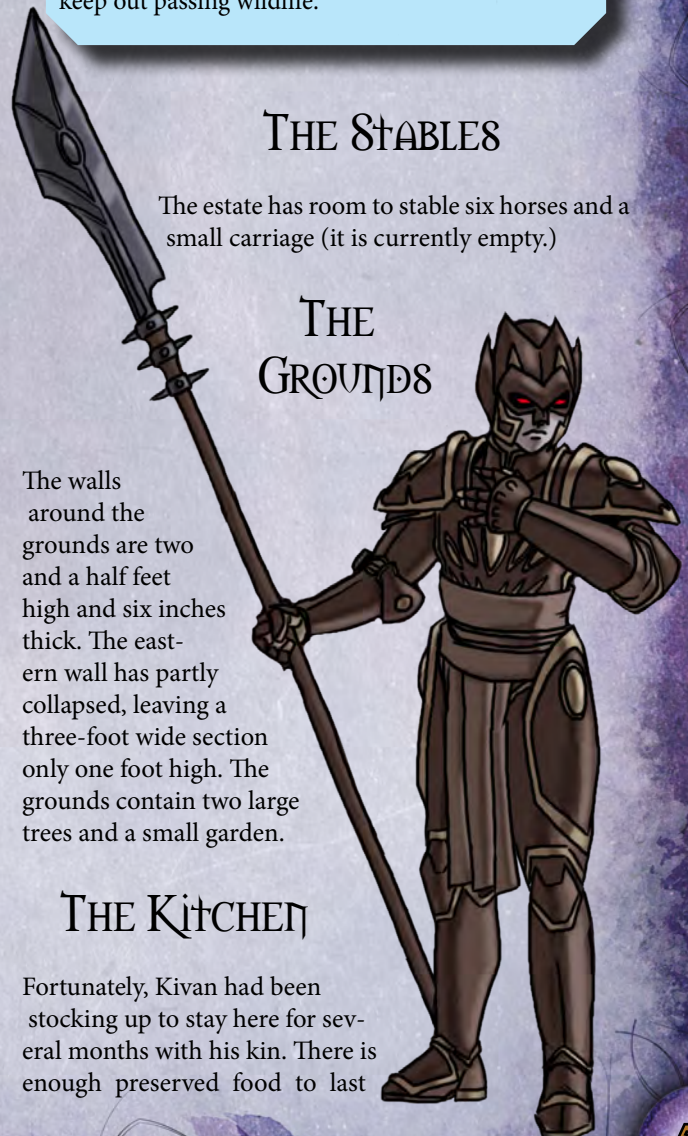 keep out passing wildlife.
The Stables
The estate has room to stable six horses and a
small carriage (it is currently empty.)
The
Grounds
The walls
around the
grounds are two
and a half feet
high and six inches
thick. The east-
ern wall has partly
collapsed, leaving a
three-foot wide section
only one foot high. The
grounds contain two large
trees and a small garden.
The Kitchen
Fortunately, Kivan had been
stocking up to stay here for sev-
eral months with his kin. There is
enough preserved food to last